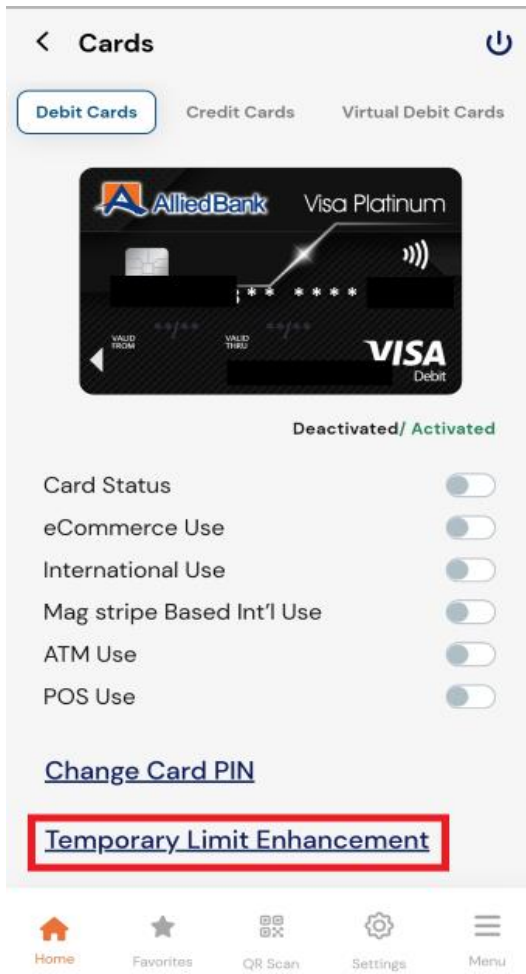 Cards
Debit Cards Credit Cards Virtual Debit Cards
Allied Bank Visa Platinum
** ****
VALID FROM **/** VALID THRU **/**
VISA
Debit
Deactivated/ Activated
Card Status
eCommerce Use
International Use
Mag stripe Based Int'l Use
ATM Use
POS Use
Change Card PIN
Temporary Limit Enhancement
Home Favorites QR Scan Settings Menu